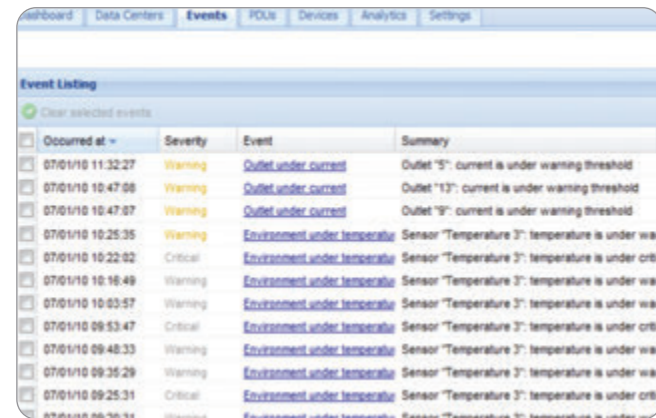 Dashboard Data Centers Events PDUs Devices Analytics Settings
Event Listing
Clear selected events
Occurred at Severity Event Summary
07/01/10 11:32:27 Warning Outlet under current Outlet "5": current is under warning threshold
07/01/10 10:47:08 Warning Outlet under current Outlet "13": current is under warning threshold
07/01/10 10:47:07 Warning Outlet under current Outlet "9": current is under warning threshold
07/01/10 10:25:35 Warning Environment under temperatu Sensor "Temperature 3": temperature is under wa
07/01/10 10:22:02 Critical Environment under temperatu Sensor "Temperature 3": temperature is under crit
07/01/10 10:16:49 Warning Environment under temperatu Sensor "Temperature 3": temperature is under wa
07/01/10 10:03:57 Warning Environment under temperatu Sensor "Temperature 3": temperature is under wa
07/01/10 09:53:47 Critical Environment under temperatu Sensor "Temperature 3": temperature is under crit
07/01/10 09:48:33 Warning Environment under temperatu Sensor "Temperature 3": temperature is under wa
07/01/10 09:35:29 Warning Environment under temperatu Sensor "Temperature 3": temperature is under wa
07/01/10 09:25:31 Critical Environment under temperatu Sensor "Temperature 3": temperature is under crit